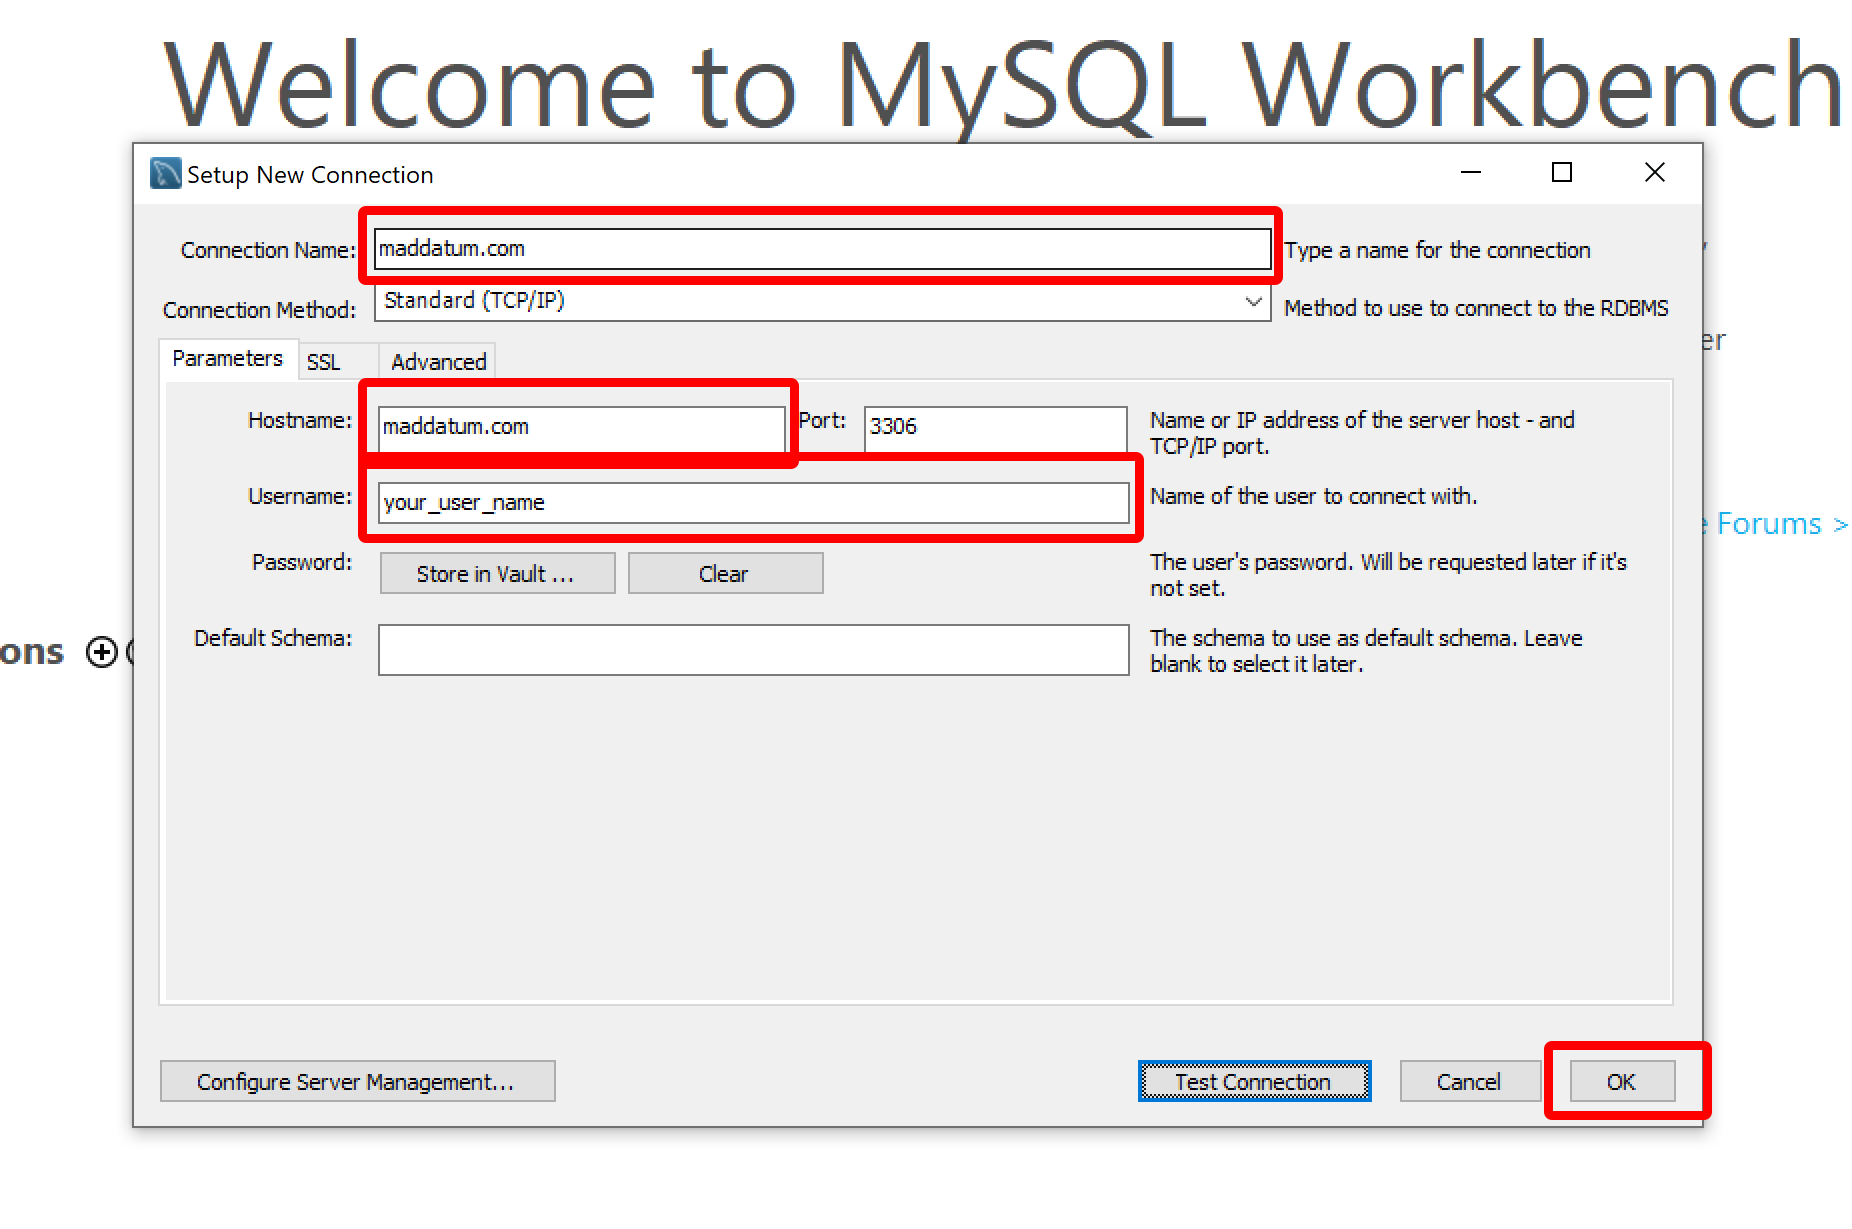 Welcome to MySQL Workbench
Setup New Connection
Connection Name: maddatum.com Type a name for the connection
Connection Method: Standard (TCP/IP) Method to use to connect to the RDBMS
Parameters SSL Advanced
er
Hostname: maddatum.com Port: 3306 Name or IP address of the server host - and
TCP/IP port.
Username: your_user_name Name of the user to connect with.
e Forums >
Password: Store in Vault ... Clear The user's password. Will be requested later if it's
not set.
Default Schema: The schema to use as default schema. Leave
blank to select it later.
ons
Configure Server Management... Test Connection Cancel OK